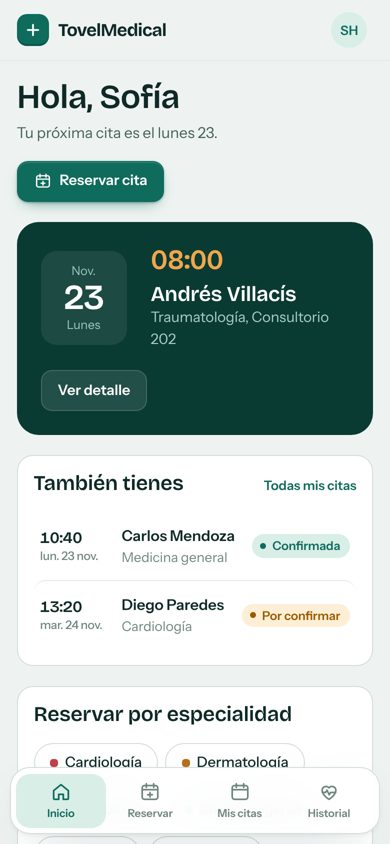 TovelMedical
SH
Hola, Sofía
Tu próxima cita es el lunes 23.
Reservar cita
Nov.
23
Lunes
08:00
Andrés Villacís
Traumatología, Consultorio
202
Ver detalle
También tienes
Todas mis citas
10:40
lun. 23 nov.
Carlos Mendoza
Medicina general
Confirmada
13:20
mar. 24 nov.
Diego Paredes
Cardiología
Por confirmar
Reservar por especialidad
Cardiología
Dermatología
Inicio
Reservar
Mis citas
Historial